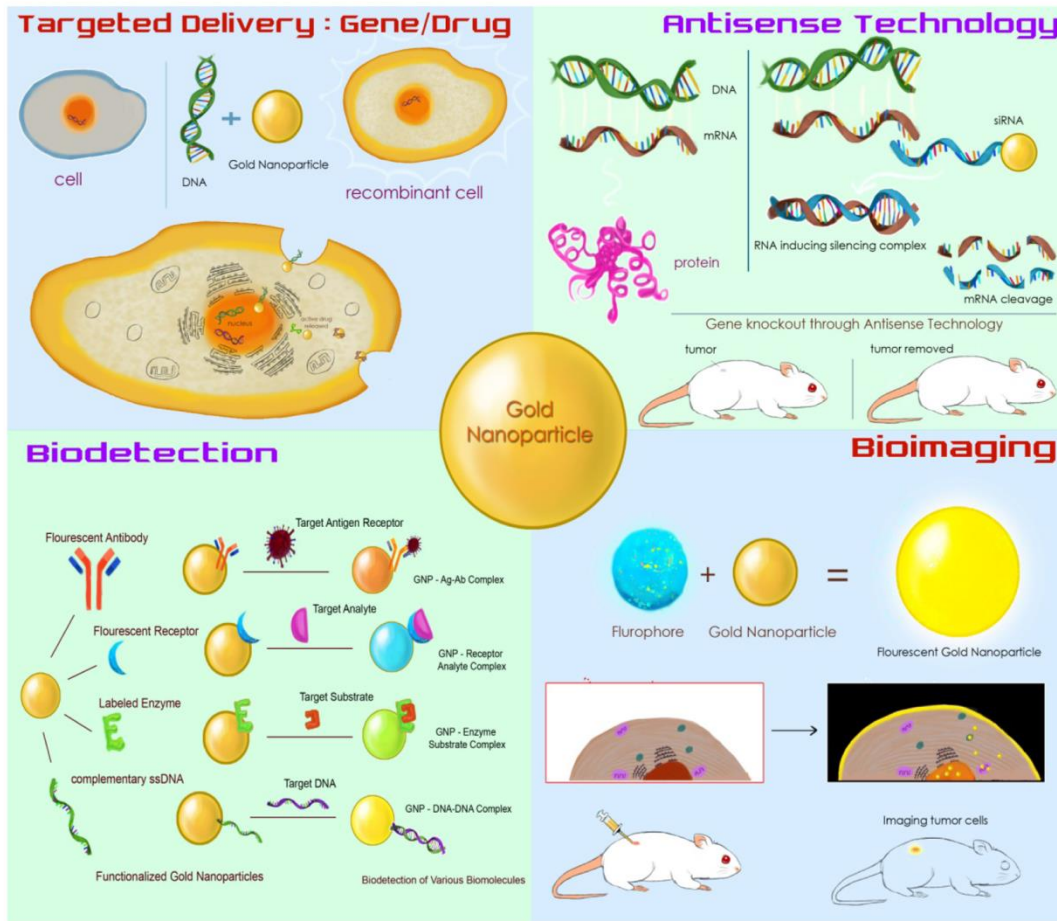 Targeted Delivery : Gene/Drug
cell
DNA
+
Gold Nanoparticle
recombinant cell
nucleus
active drug
released
Antisense Technology
DNA
mRNA
protein
siRNA
RNA inducing silencing complex
mRNA cleavage
Gene knockout through Antisense Technology
tumor
tumor removed
Gold
Nanoparticle
Biodetection
Flourescent Antibody
Flourescent Receptor
Labeled Enzyme
complementary ssDNA
Functionalized Gold Nanoparticles
Target Antigen Receptor
GNP - Ag-Ab Complex
Target Analyte
GNP - Receptor
Analyte Complex
Target Substrate
GNP - Enzyme
Substrate Complex
Target DNA
GNP - DNA-DNA Complex
Biodetection of Various Biomolecules
Bioimaging
+
=
Flurophore
Gold Nanoparticle
Flourescent Gold Nanoparticle
Imaging tumor cells